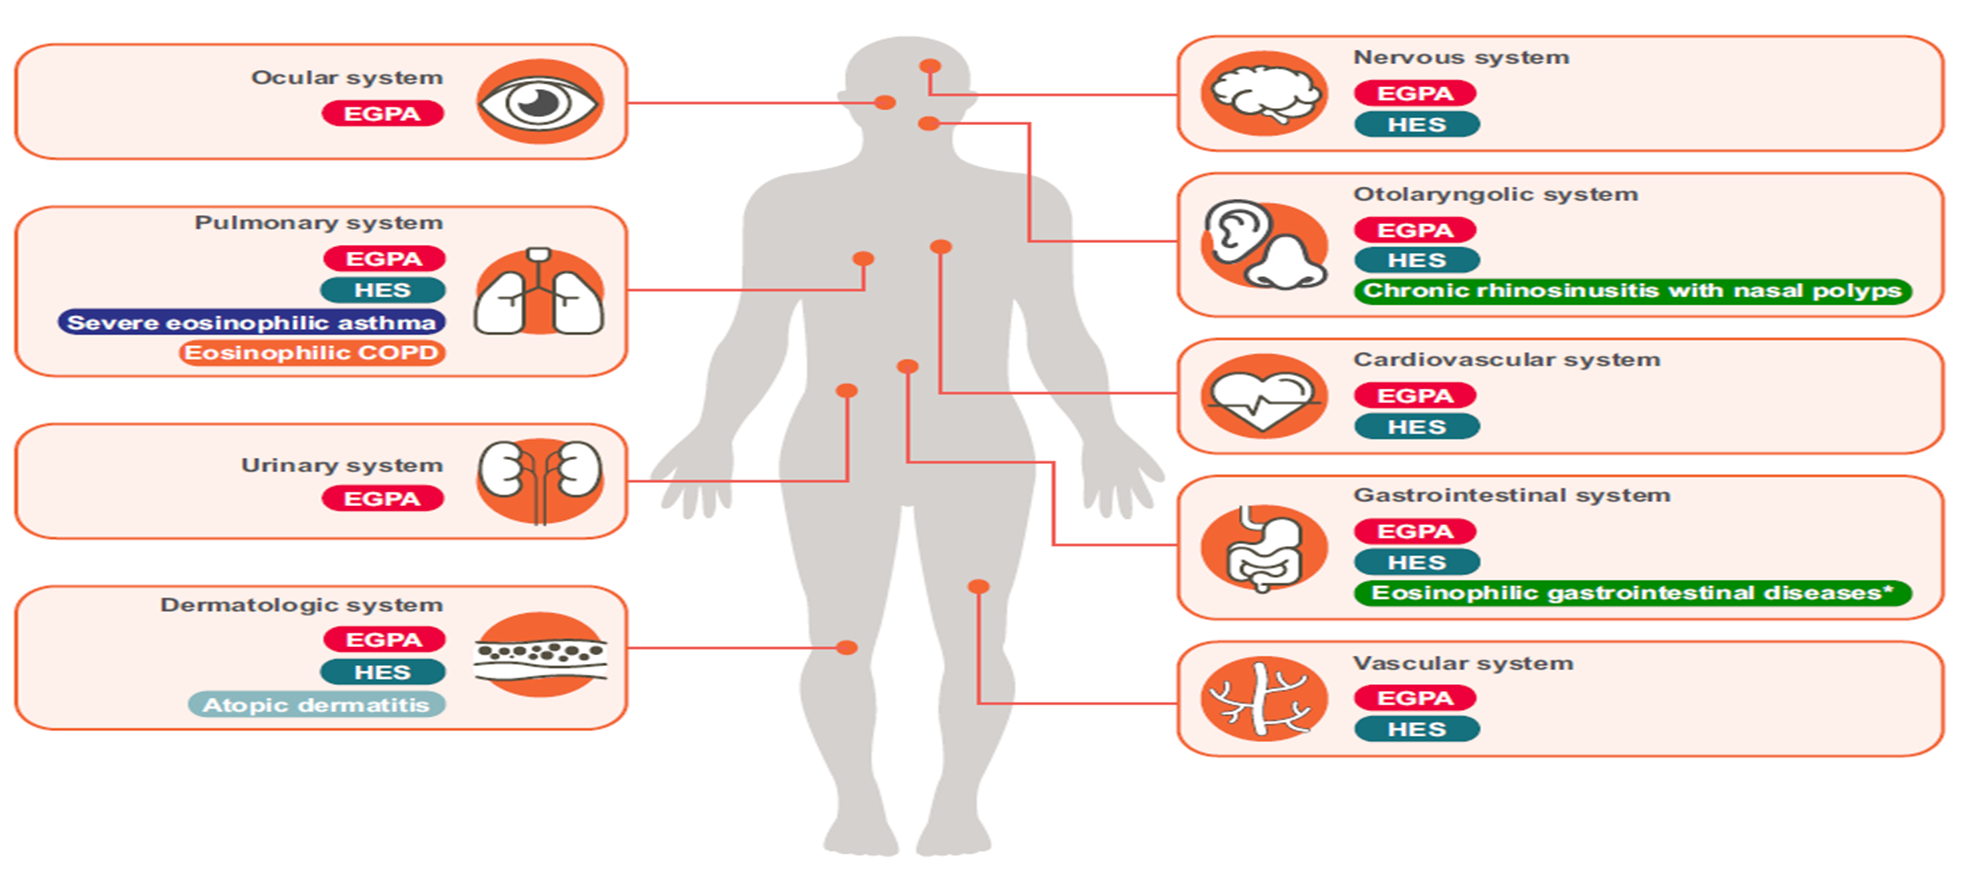 Ocular system
EGPA
Pulmonary system
EGPA
HES
Severe eosinophilic asthma
Eosinophilic COPD
Urinary system
EGPA
Dermatologic system
EGPA
HES
Atopic dermatitis
Nervous system
EGPA
HES
Otolaryngolic system
EGPA
HES
Chronic rhinosinusitis with nasal polyps
Cardiovascular system
EGPA
HES
Gastrointestinal system
EGPA
HES
Eosinophilic gastrointestinal diseases*
Vascular system
EGPA
HES